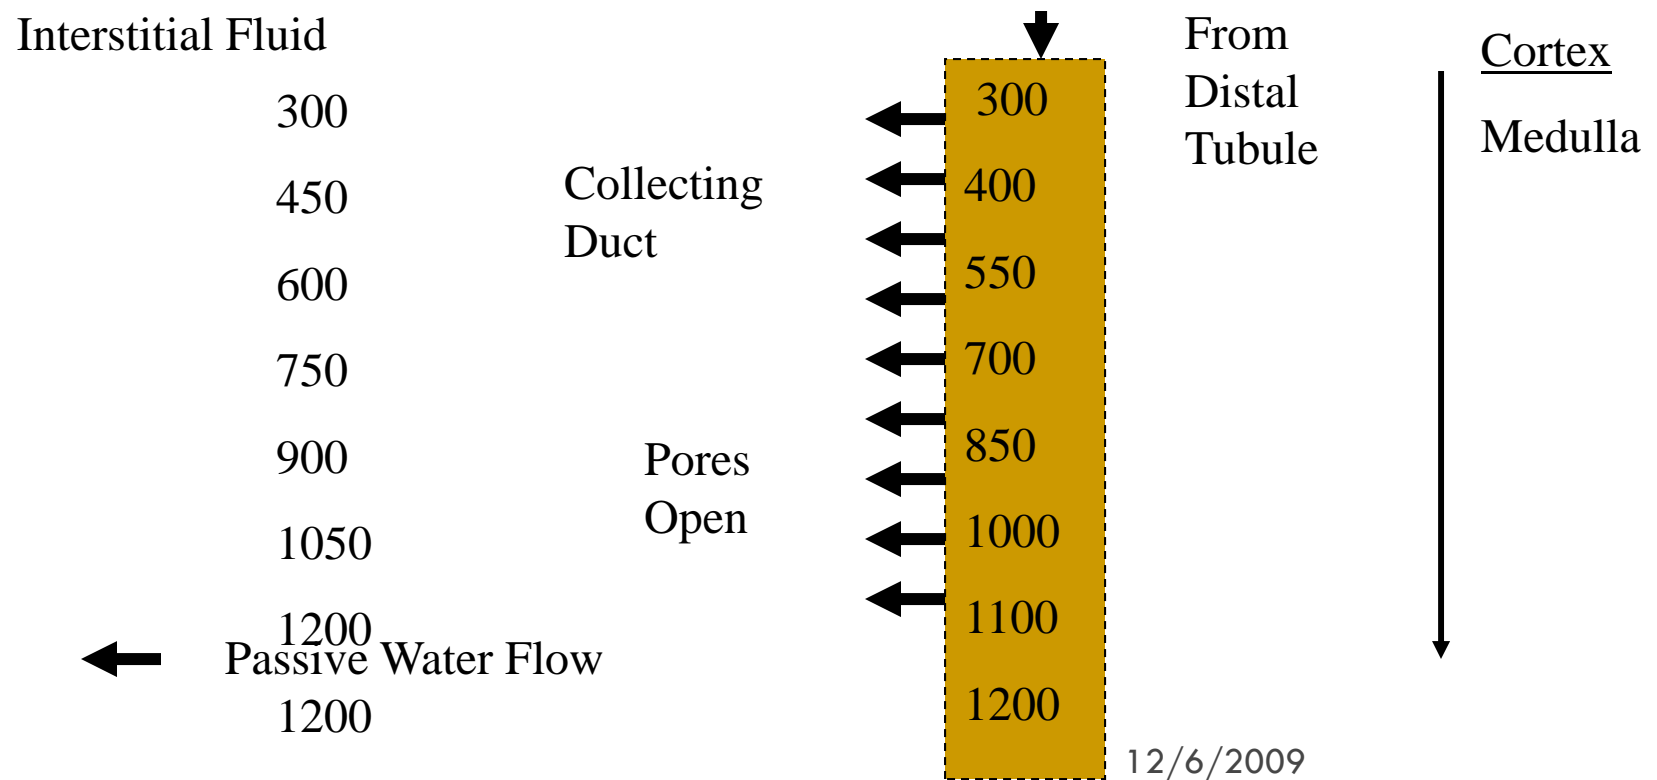 Interstitial Fluid
300
450
600
750
900
1050
1200
Passive Water Flow
1200
Collecting
Duct
Pores
Open
300
400
550
700
850
1000
1100
1200
From
Distal
Tubule
Cortex
Medulla
12/6/2009